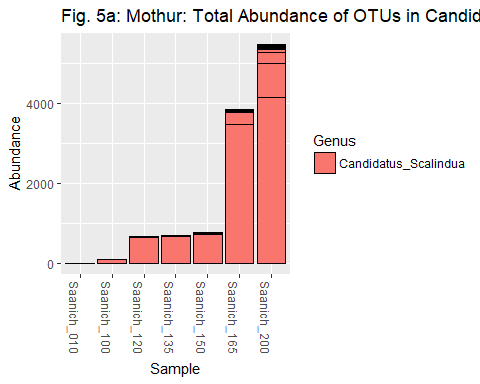 Fig. 5a: Mothur: Total Abundance of OTUs in Candid
Abundance
4000
2000
0
Saanich_010
Saanich_100
Saanich_120
Saanich_135
Saanich_150
Saanich_165
Saanich_200
Sample
Genus
Candidatus_Scalindua